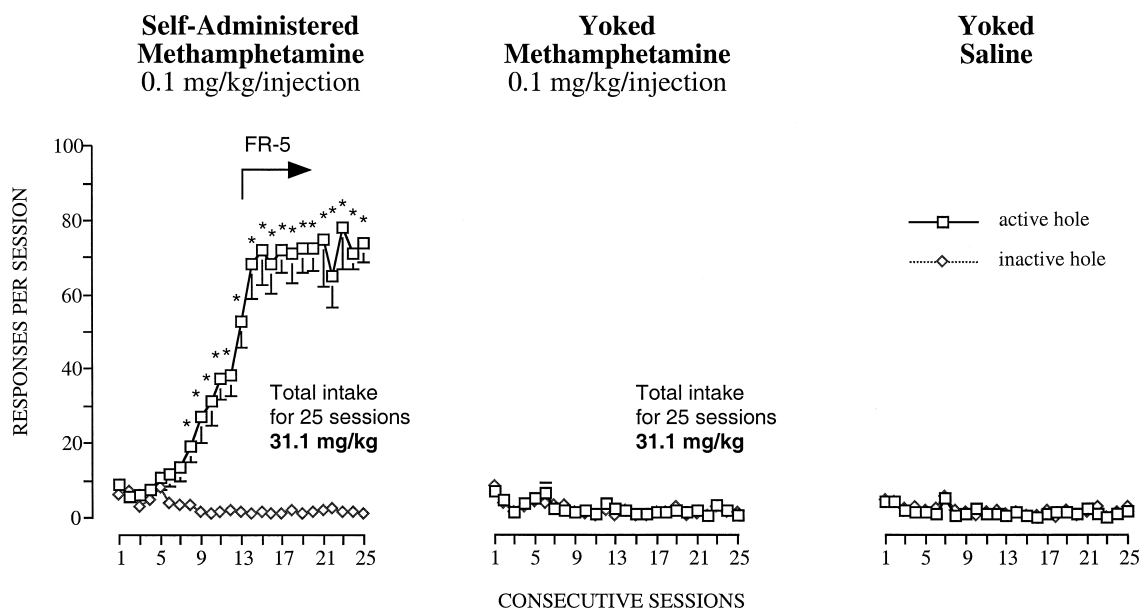 Self-Administered
Methamphetamine
0.1 mg/kg/injection
Yoked
Methamphetamine
0.1 mg/kg/injection
Yoked
Saline
RESPONSES PER SESSION
100
80
60
40
20
0
FR-5
* * * * * * * * * * * * * * * * * *
Total intake
for 25 sessions
31.1 mg/kg
Total intake
for 25 sessions
31.1 mg/kg
active hole
inactive hole
1 5 9 13 17 21 25
1 5 9 13 17 21 25
1 5 9 13 17 21 25
CONSECUTIVE SESSIONS